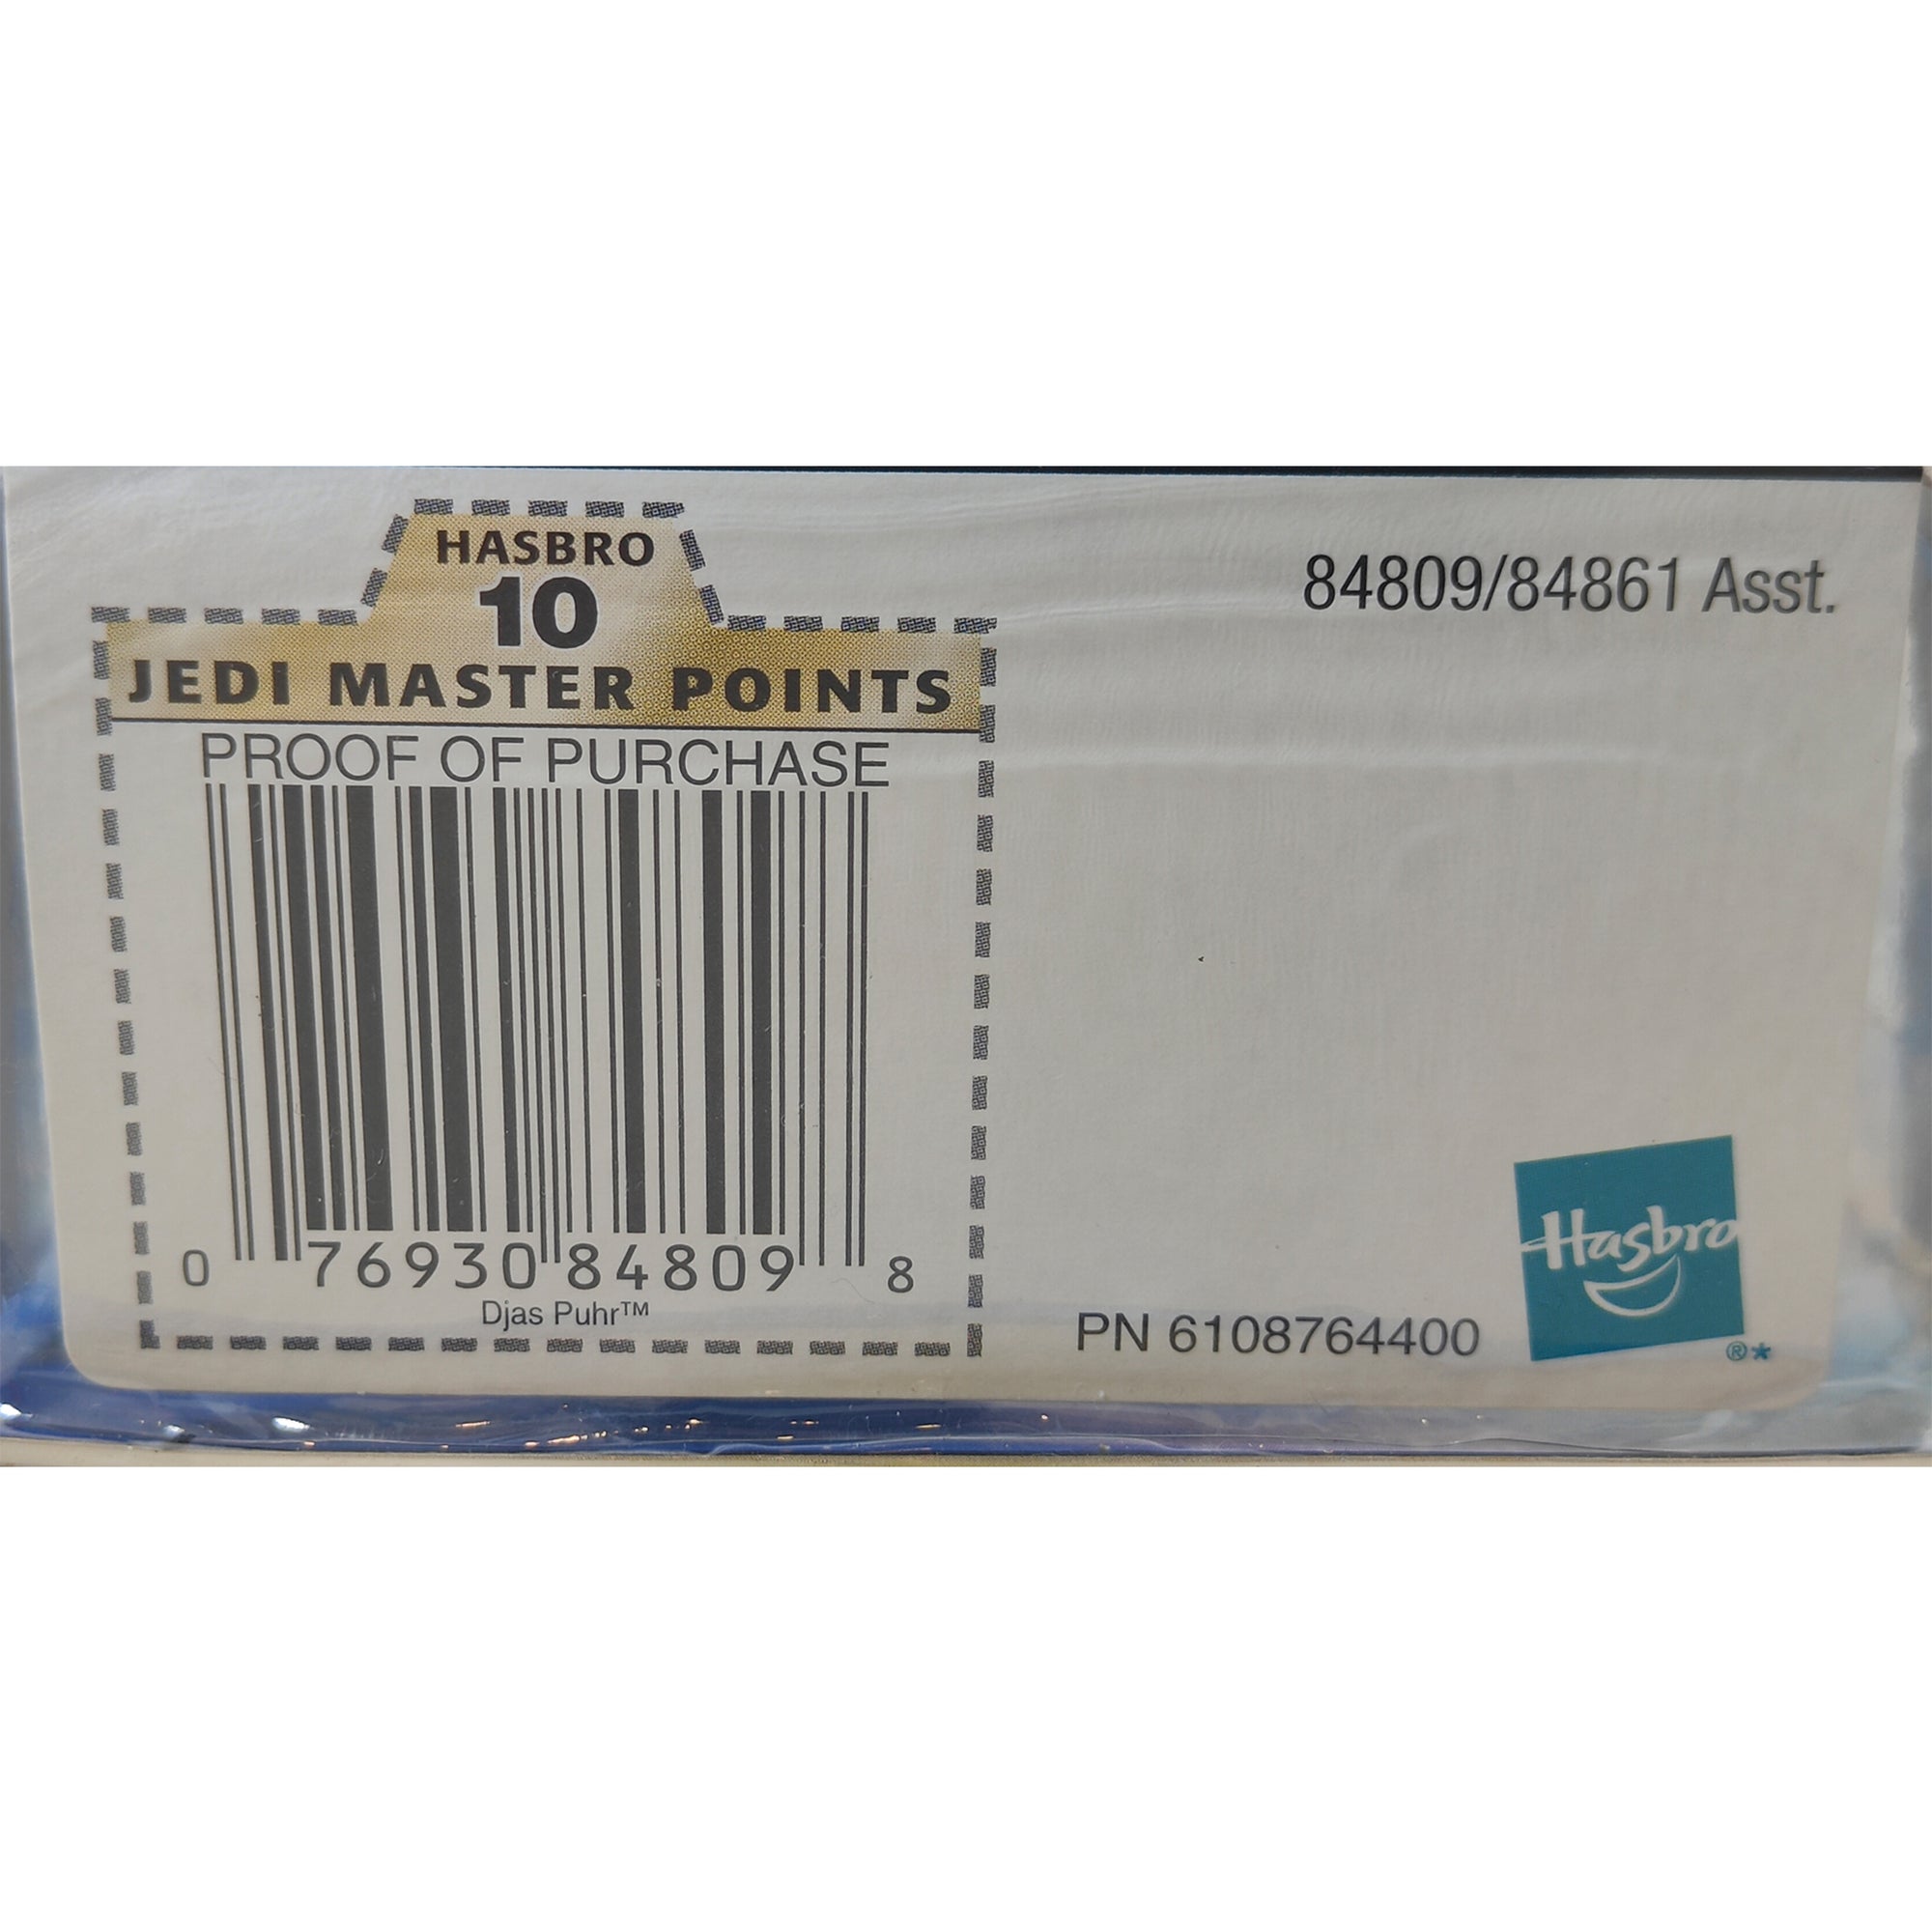 HASBRO
10
JEDI MASTER POINTS
PROOF OF PURCHASE
0 76930 84809 8
Djas Puhr™
84809/84861 Asst.
PN 6108764400
Hasbro
®*